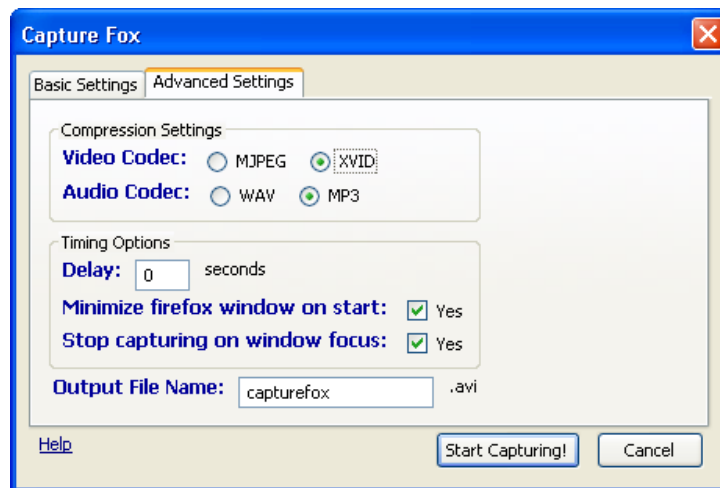 Capture Fox
Basic Settings Advanced Settings
Compression Settings
Video Codec: MJPEG XVID
Audio Codec: WAV MP3
Timing Options
Delay: 0 seconds
Minimize firefox window on start: Yes
Stop capturing on window focus: Yes
Output File Name: capturefox .avi
Help Start Capturing! Cancel